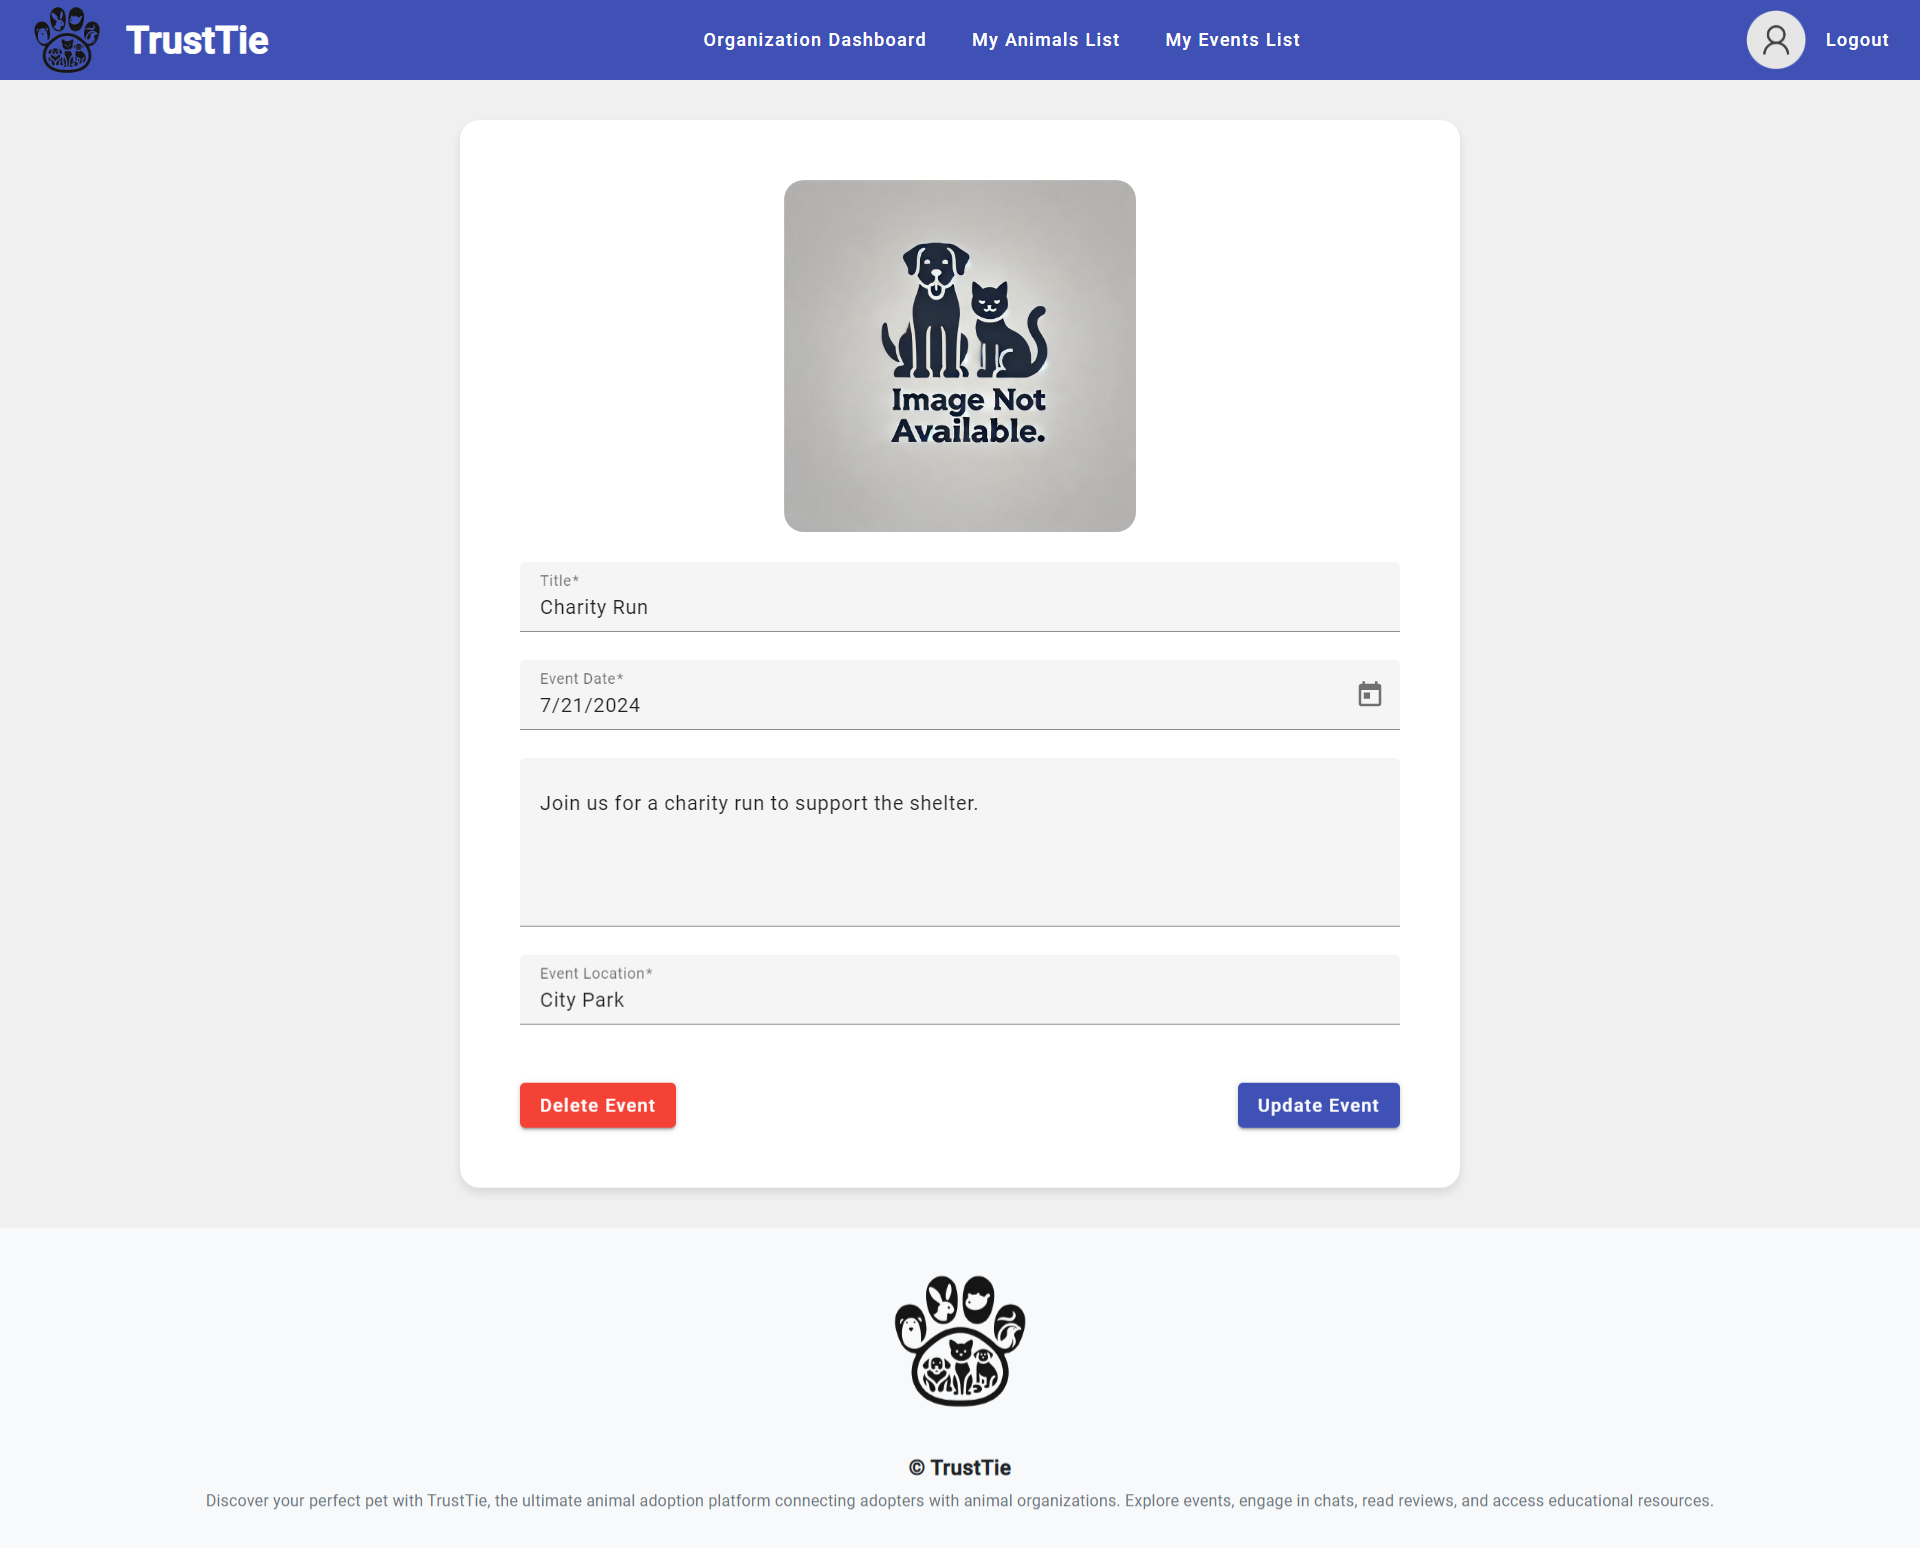 TrustTie
Organization Dashboard
My Animals List
My Events List
Logout
Image Not
Available.
Title*
Charity Run
Event Date*
7/21/2024
Join us for a charity run to support the shelter.
Event Location*
City Park
Delete Event
Update Event
© TrustTie
Discover your perfect pet with TrustTie, the ultimate animal adoption platform connecting adopters with animal organizations. Explore events, engage in chats, read reviews, and access educational resources.